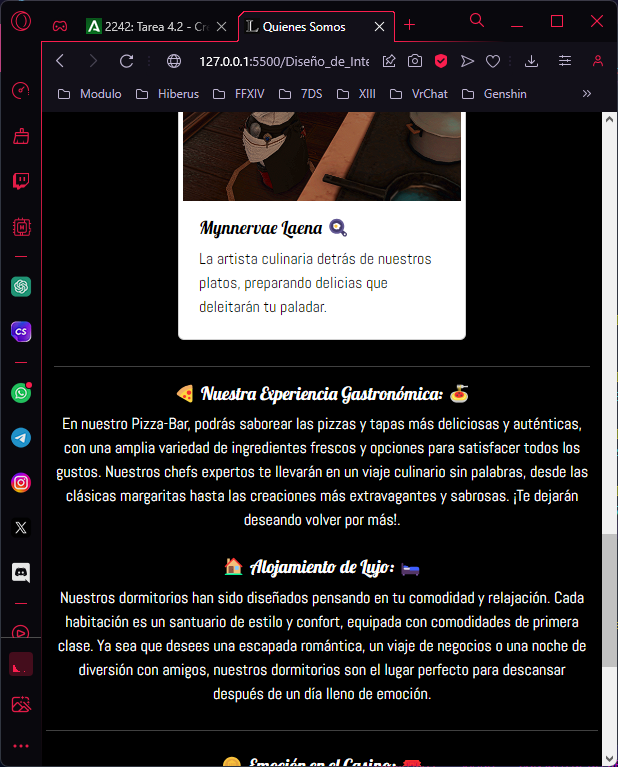 2242: Tarea 4.2 - Cre
Quienes Somos
127.0.0.1:5500/Diseño_de_Inte
Modulo
Hiberus
FFXIV
7DS
XIII
VrChat
Genshin
Mynnervae Laena 🍳
La artista culinaria detrás de nuestros
platos, preparando delicias que
deleitarán tu paladar.
🍕 Nuestra Experiencia Gastronómica: 🍝
En nuestro Pizza-Bar, podrás saborear las pizzas y tapas más deliciosas y auténticas,
con una amplia variedad de ingredientes frescos y opciones para satisfacer todos los
gustos. Nuestros chefs expertos te llevarán en un viaje culinario sin palabras, desde las
clásicas margaritas hasta las creaciones más extravagantes y sabrosas. ¡Te dejarán
deseando volver por más!.
🏠 Alojamiento de Lujo: 🛏️
Nuestros dormitorios han sido diseñados pensando en tu comodidad y relajación. Cada
habitación es un santuario de estilo y confort, equipada con comodidades de primera
clase. Ya sea que desees una escapada romántica, un viaje de negocios o una noche de
diversión con amigos, nuestros dormitorios son el lugar perfecto para descansar
después de un día lleno de emoción.
🪙 Emoción en el Casino: 🎟️
CS